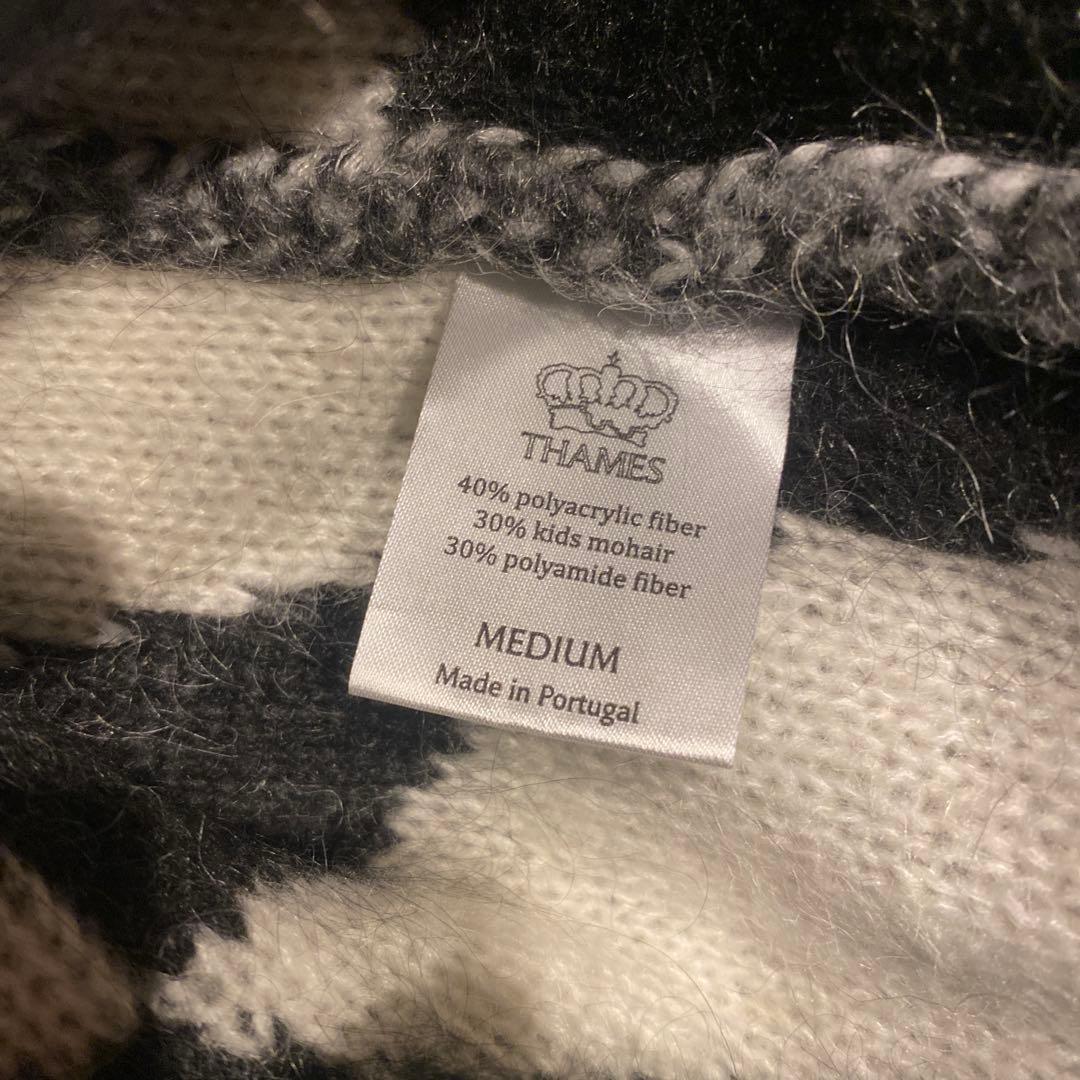 THAMES
40% polyacrylic fiber
30% kids mohair
30% polyamide fiber
MEDIUM
Made in Portugal